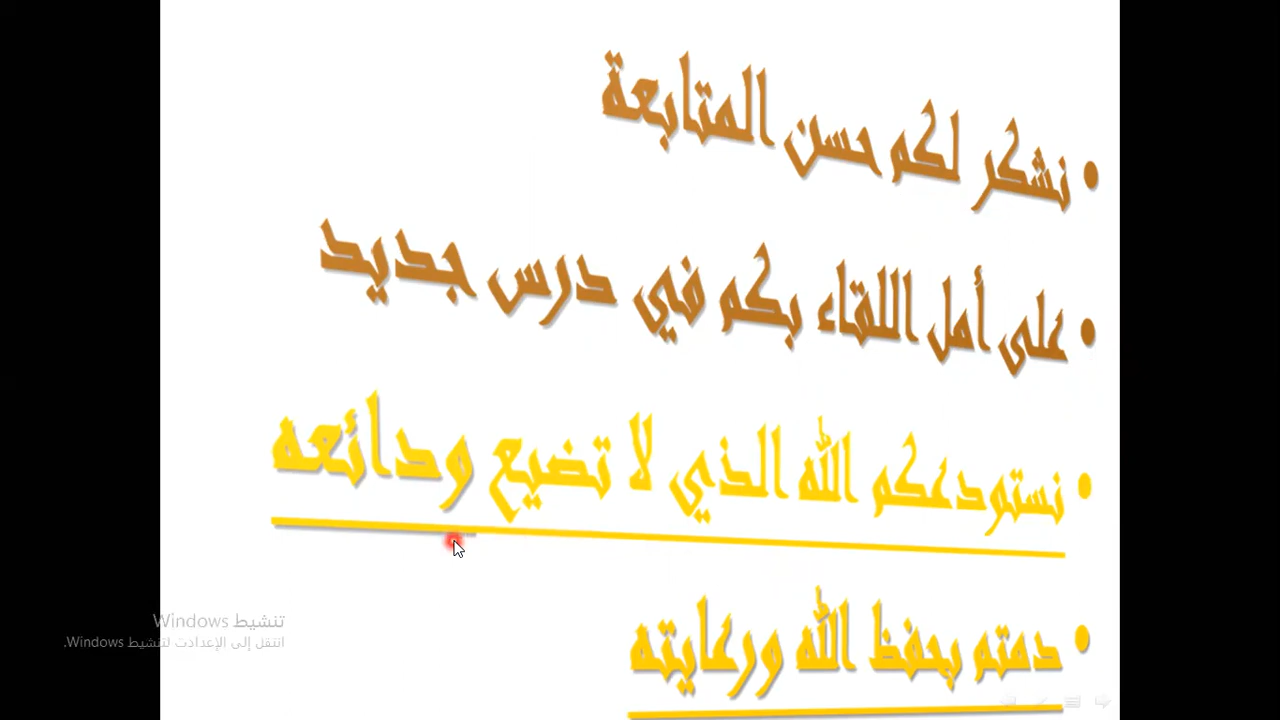 • نشكر لكم حسن المتابعة
• على أمل اللقاء بكم في درس جديد
• نستودعكم الله الذي لا تضيع ودائعه
• دمتم بحفظ الله ورعايته
تنشيط Windows
انتقل إلى الإعدادت لتنشيط Windows.